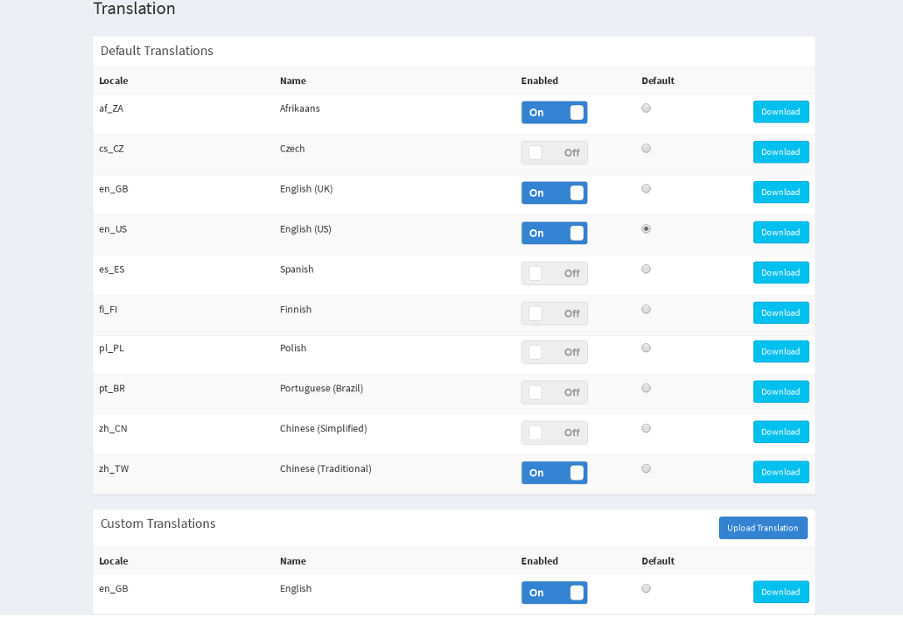 Translation
Default Translations
Locale Name Enabled Default
af_ZA Afrikaans On Download
cs_CZ Czech Off Download
en_GB English (UK) On Download
en_US English (US) On Download
es_ES Spanish Off Download
fi_FI Finnish Off Download
pl_PL Polish Off Download
pt_BR Portuguese (Brazil) Off Download
zh_CN Chinese (Simplified) Off Download
zh_TW Chinese (Traditional) On Download
Custom Translations Upload Translation
Locale Name Enabled Default
en_GB English On Download